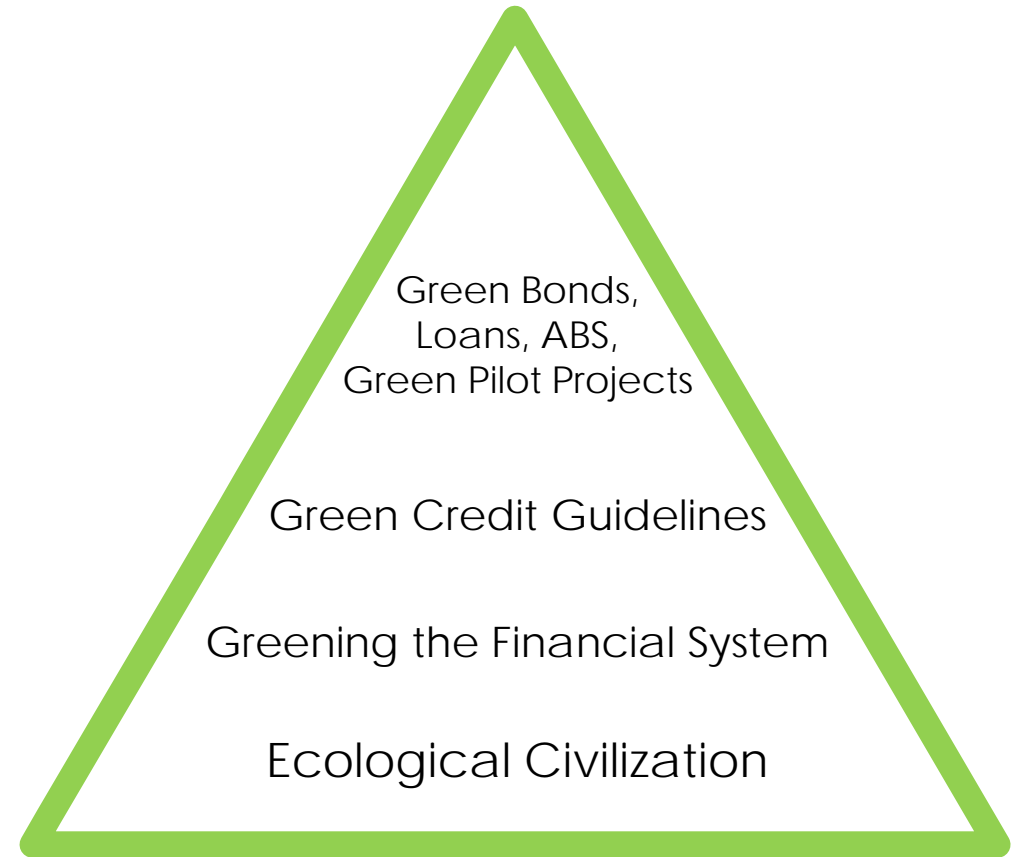 Green Bonds,
Loans, ABS,
Green Pilot Projects
Green Credit Guidelines
Greening the Financial System
Ecological Civilization